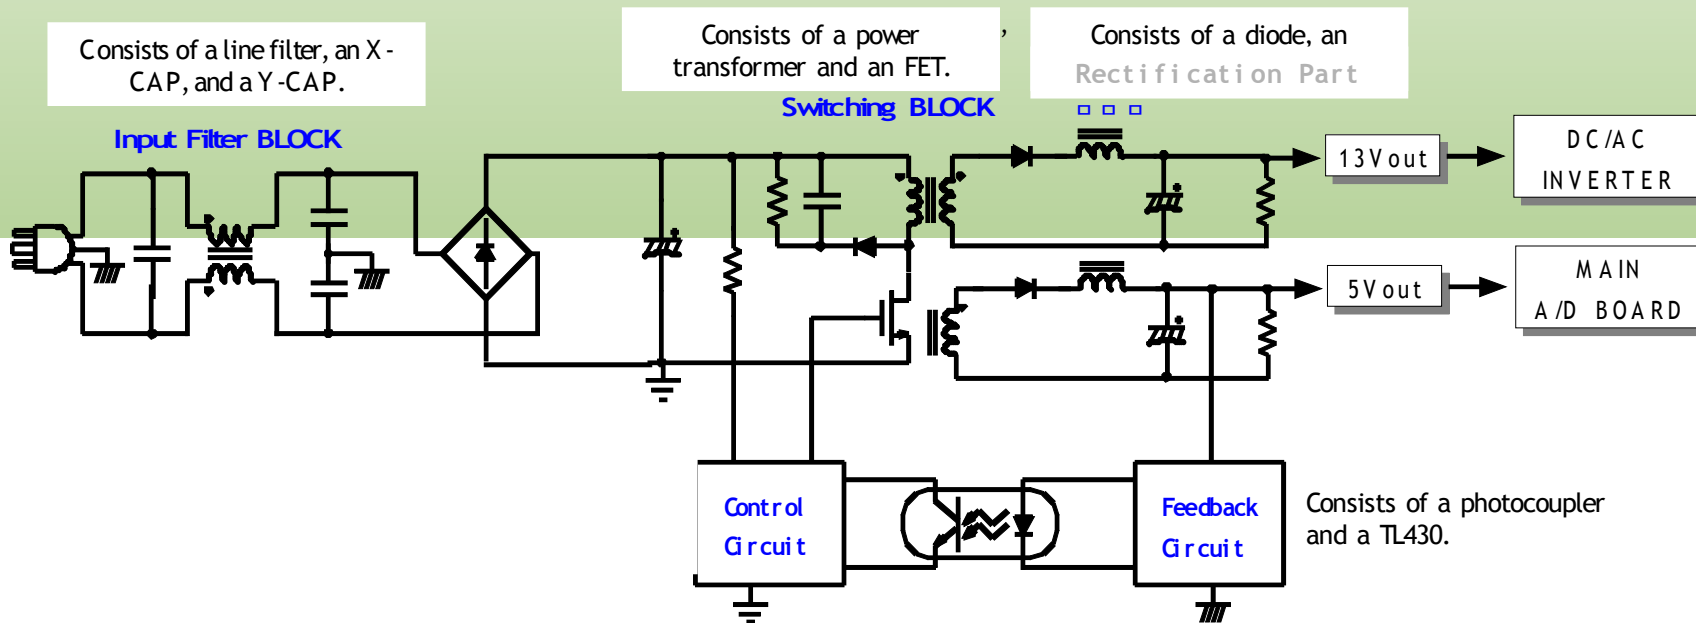 Consists of a line filter, an X-
CAP, and a Y-CAP.
Input Filter BLOCK
Consists of a power ,
transformer and an FET.
Switching BLOCK
Consists of a diode, an
Rectification Part
□ □ □
13Vout
DC/AC
INVERTER
5Vout
MAIN
A/D BOARD
Control
Circuit
Feedback
Circuit
Consists of a photocoupler
and a TL430.